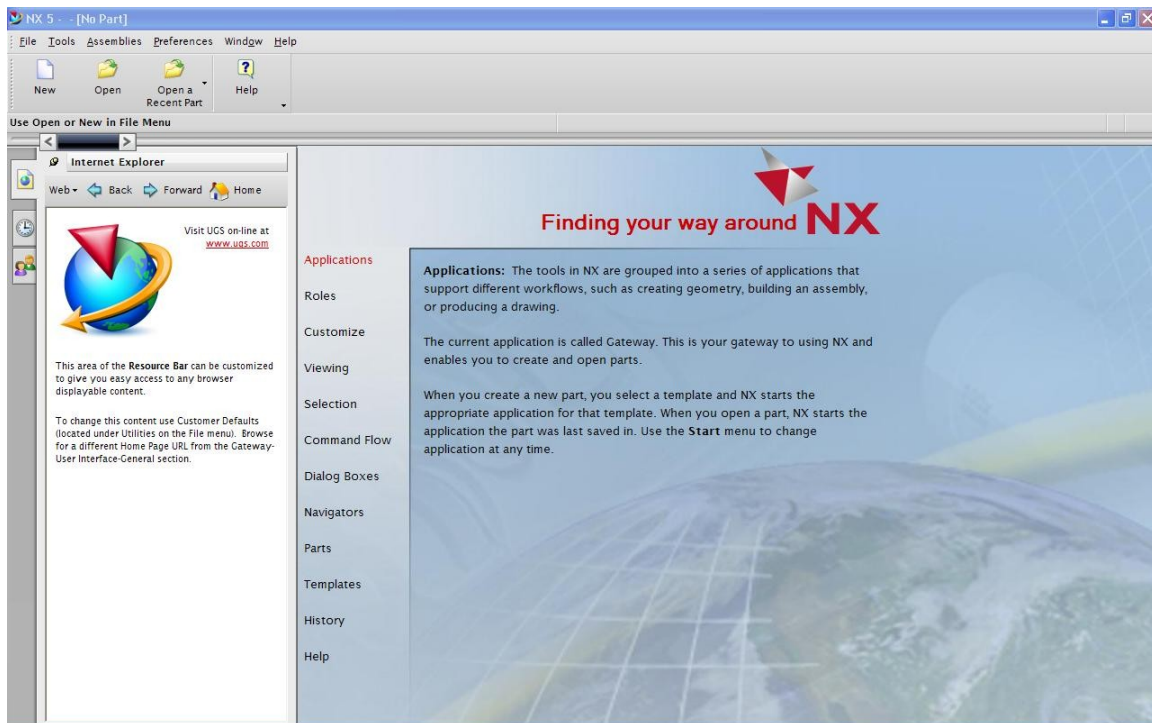 NX 5 - - [No Part]
File Tools Assemblies Preferences Window Help
New Open Open a Help
Recent Part
Use Open or New in File Menu
Internet Explorer
Web Back Forward Home
Visit UGS on-line at
www.ugs.com
This area of the Resource Bar can be customized
to give you easy access to any browser
displayable content.
To change this content use Customer Defaults
(located under Utilities on the File menu). Browse
for a different Home Page URL from the Gateway-
User Interface-General section.
Finding your way around NX
Applications
Roles
Customize
Viewing
Selection
Command Flow
Dialog Boxes
Navigators
Parts
Templates
History
Help
Applications: The tools in NX are grouped into a series of applications that
support different workflows, such as creating geometry, building an assembly,
or producing a drawing.
The current application is called Gateway. This is your gateway to using NX and
enables you to create and open parts.
When you create a new part, you select a template and NX starts the
appropriate application for that template. When you open a part, NX starts the
application the part was last saved in. Use the Start menu to change
application at any time.